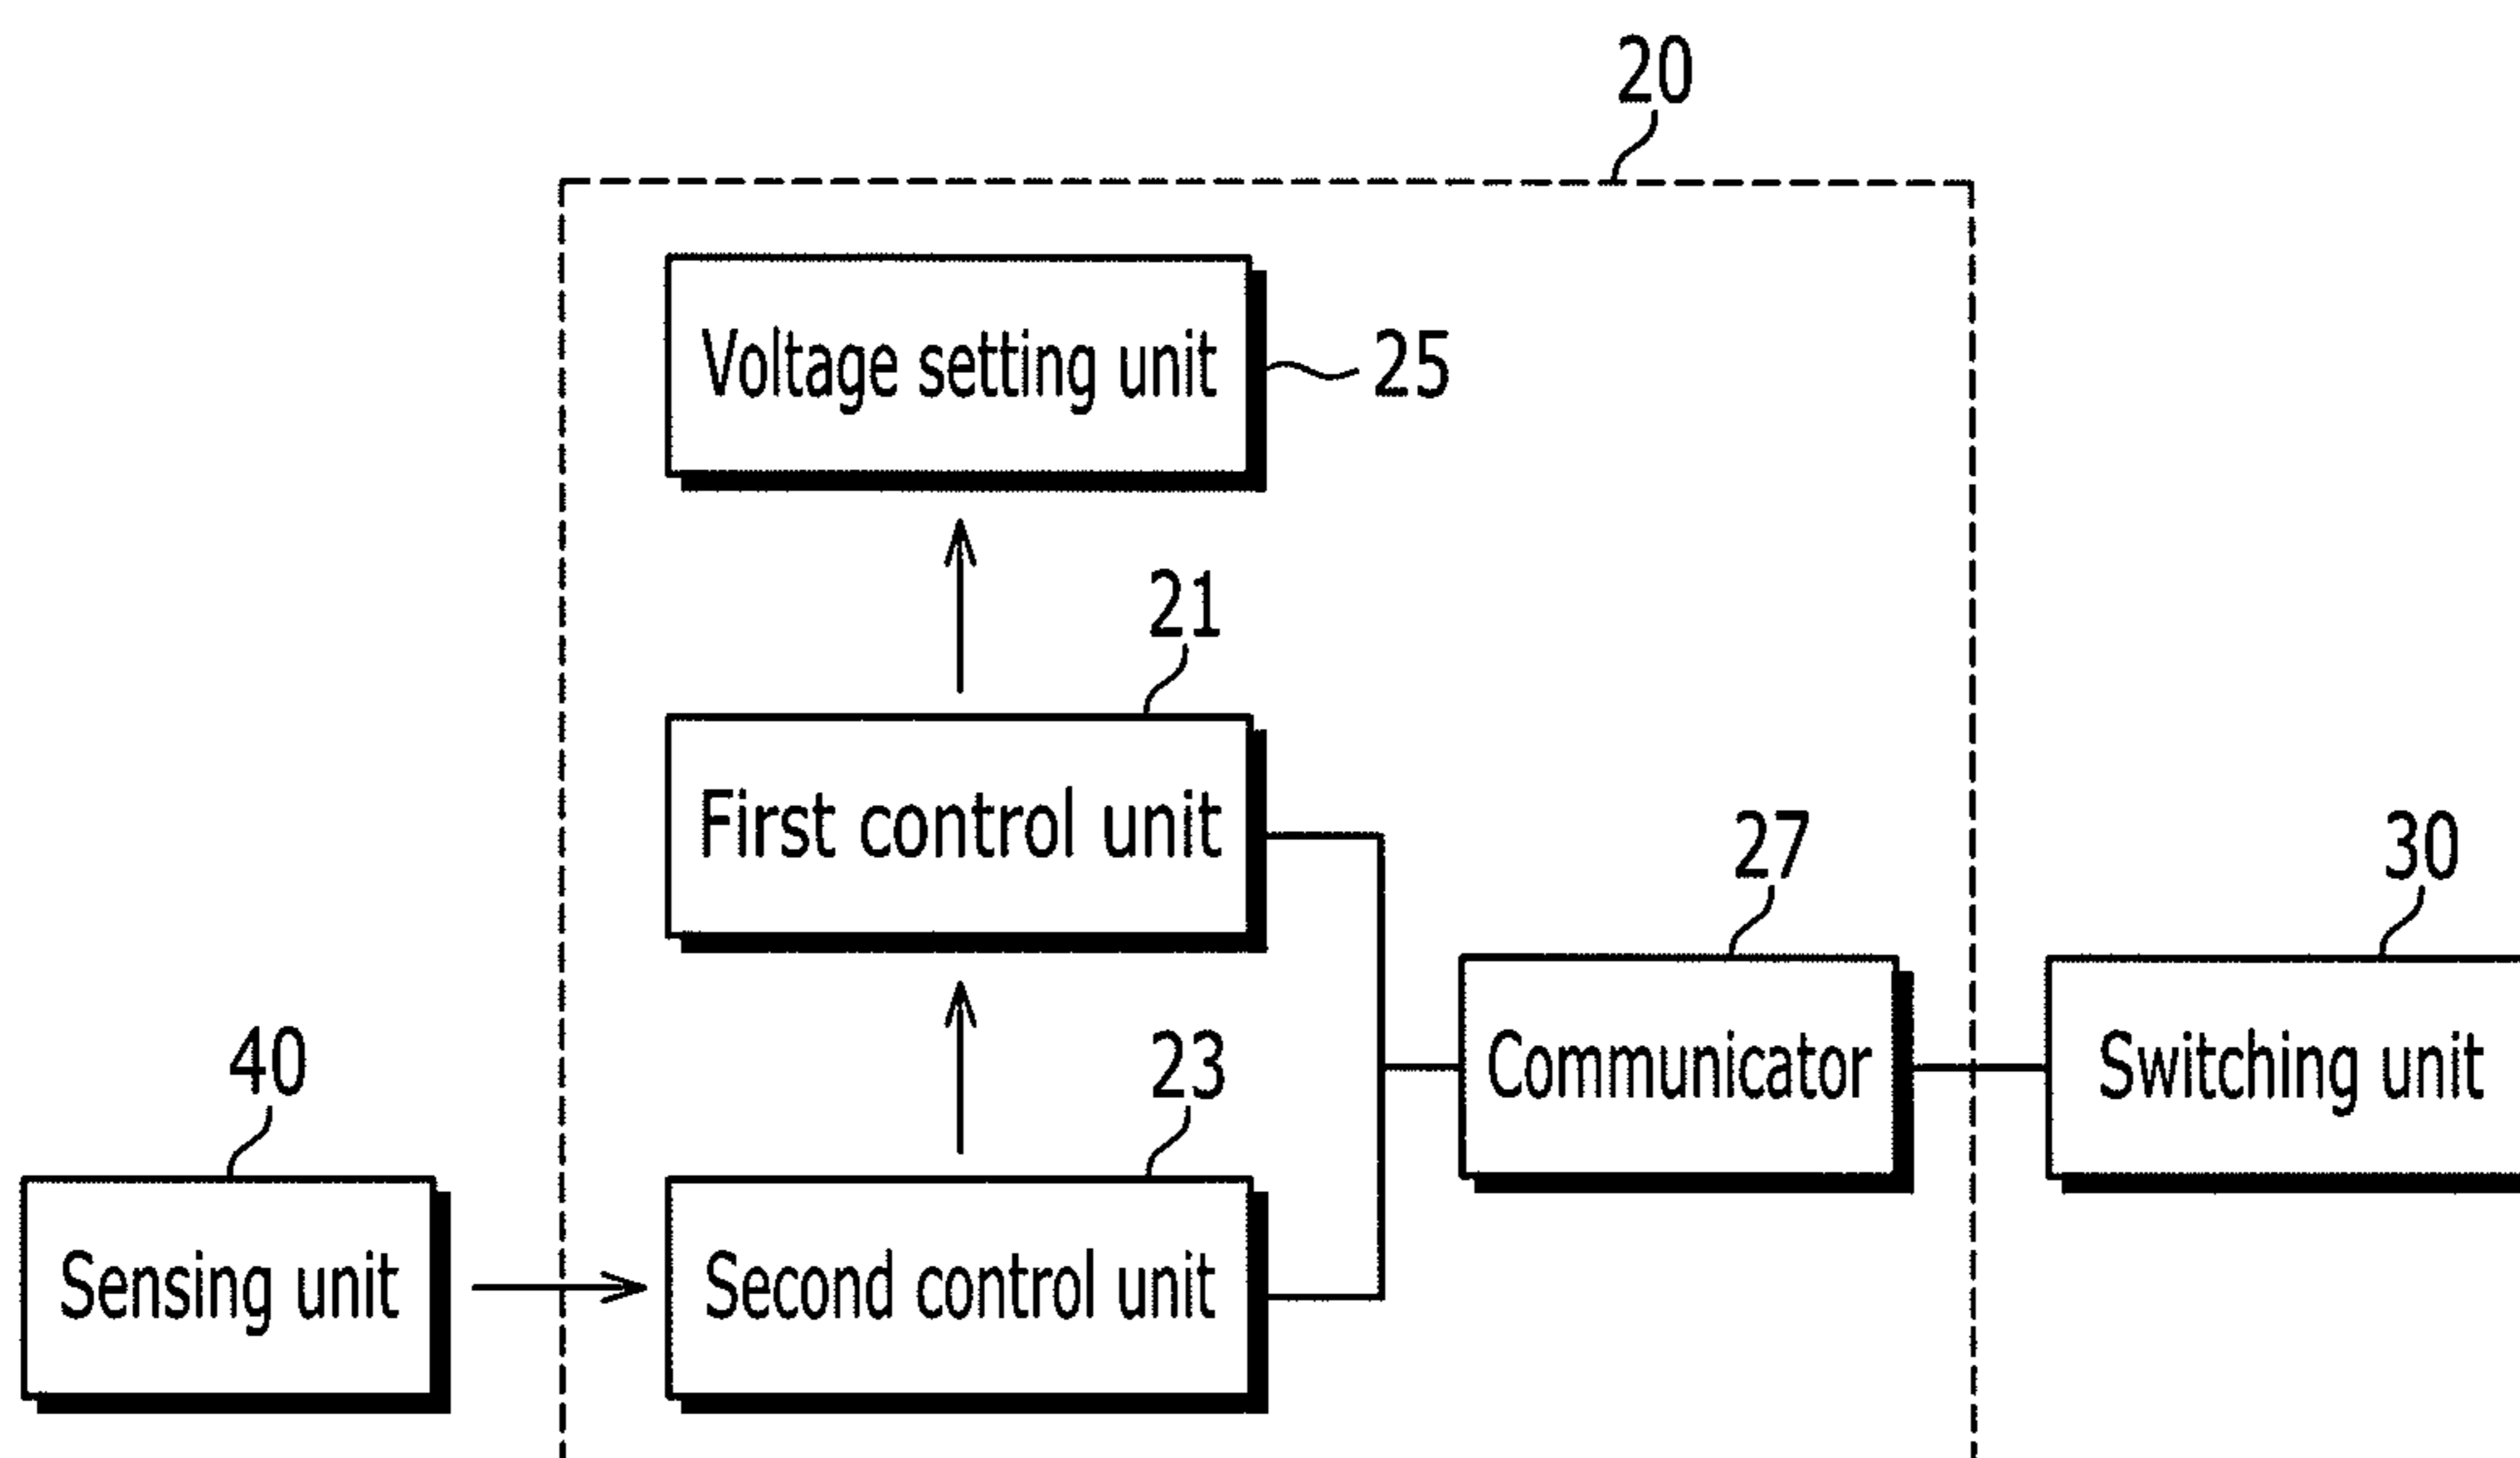 20
Voltage setting unit
25
21
First control unit
27
30
Communicator
Switching unit
40
23
Sensing unit
Second control unit